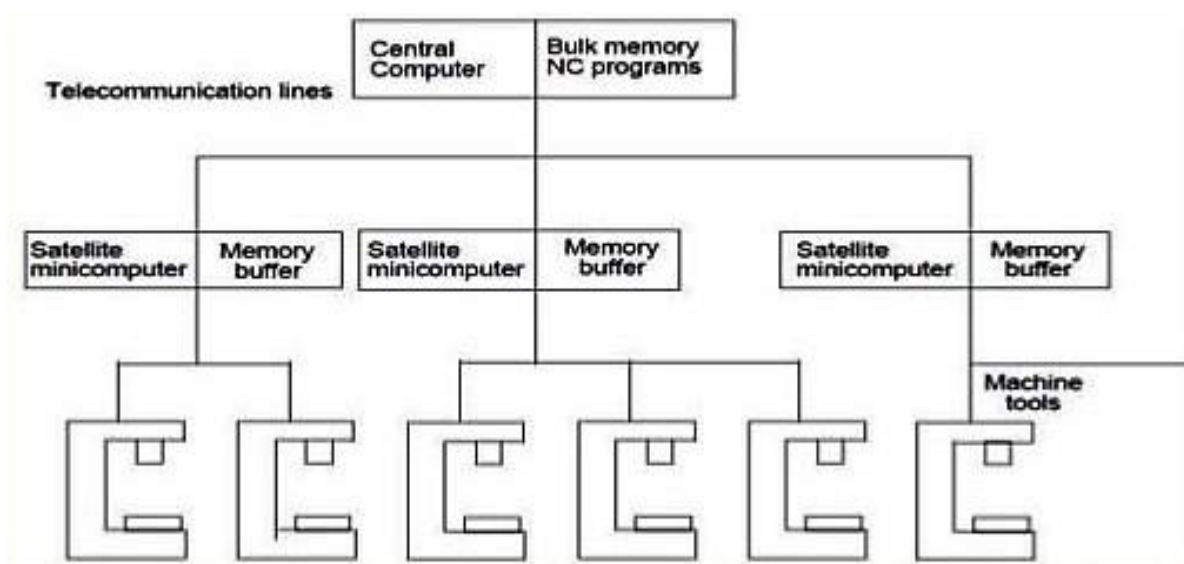 Central
Computer
Bulk memory
NC programs
Telecommunication lines
Satellite
minicomputer
Memory
buffer
Satellite
minicomputer
Memory
buffer
Satellite
minicomputer
Memory
buffer
Machine
tools